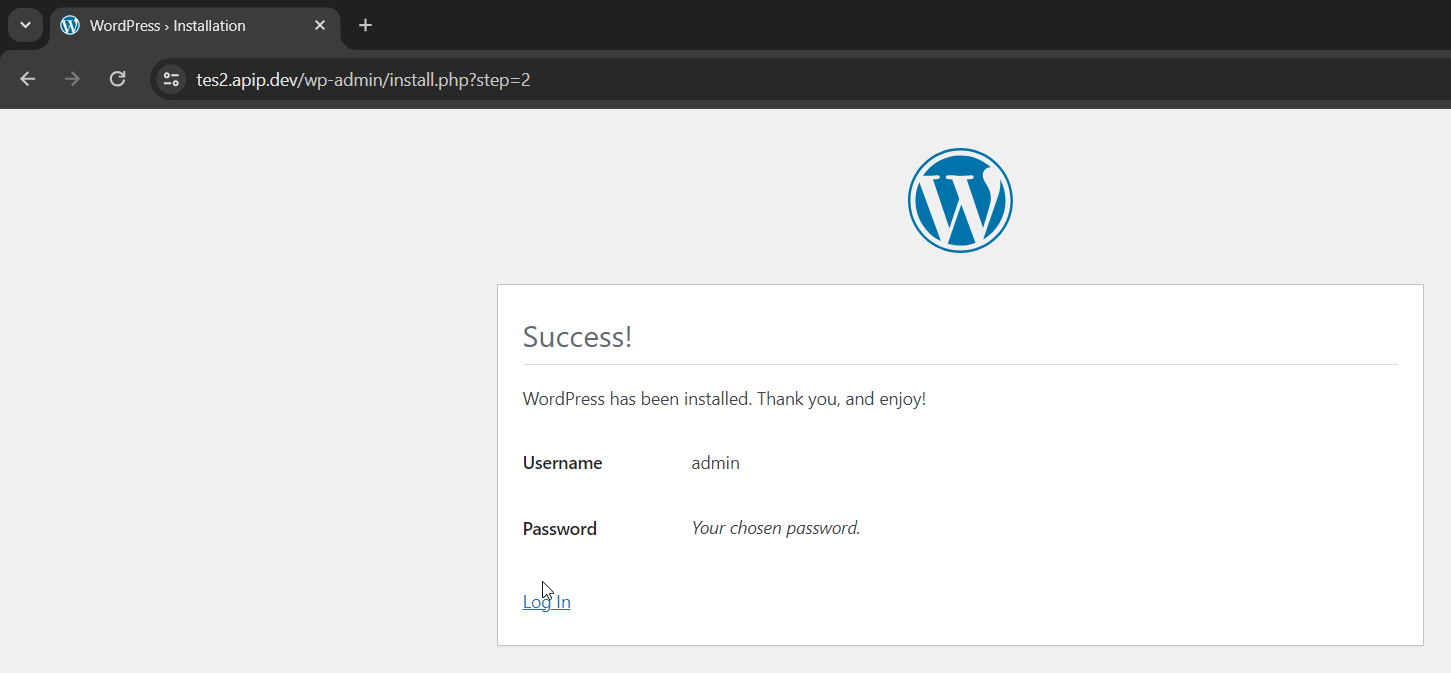 WordPress › Installation
tes2.apip.dev/wp-admin/install.php?step=2
Success!
WordPress has been installed. Thank you, and enjoy!
Username admin
Password Your chosen password.
Log In